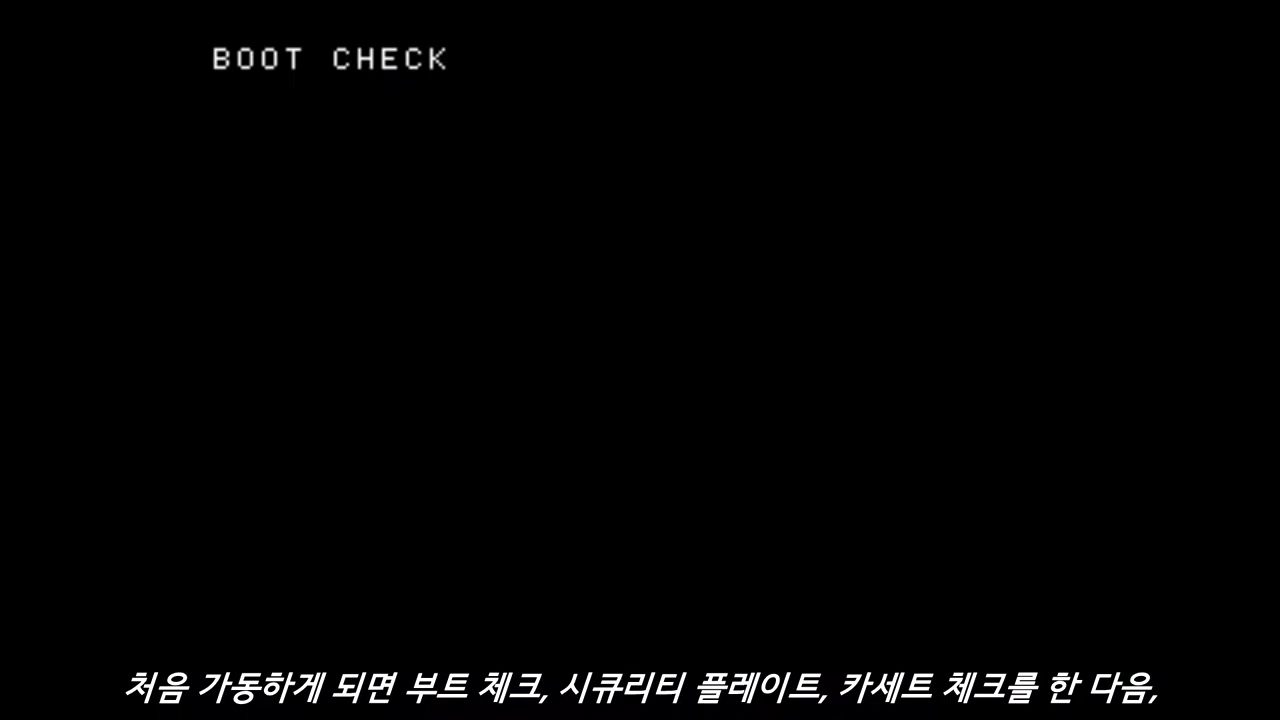 BOOT CHECK
처음 가동하게 되면 부트 체크, 시큐리티 플레이트, 카세트 체크를 한 다음,